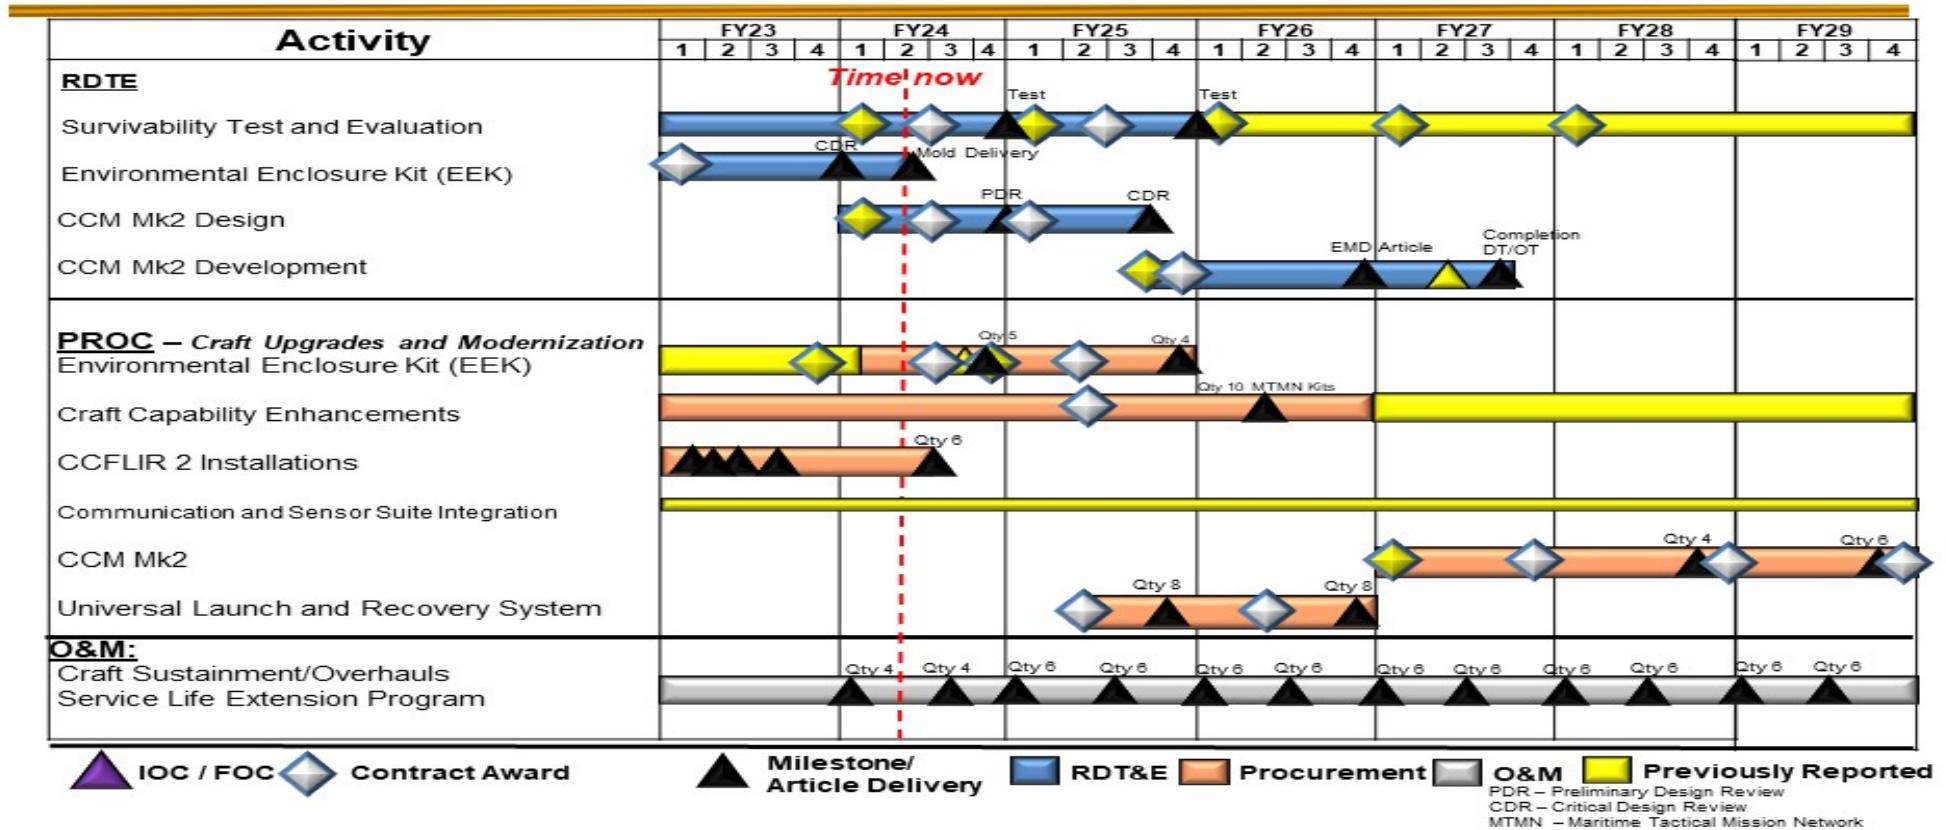 Activity
FY23 FY24 FY25 FY26 FY27 FY28 FY29
1 2 3 4 1 2 3 4 1 2 3 4 1 2 3 4 1 2 3 4 1 2 3 4 1 2 3 4
RDTE
Time now
Test Test
Survivability Test and Evaluation
CDR Mold Delivery
Environmental Enclosure Kit (EEK)
PDR CDR
CCM Mk2 Design
Completion
EMD Article DT/OT
CCM Mk2 Development
PROC – Craft Upgrades and Modernization
Qty 5 Qty 4
Environmental Enclosure Kit (EEK)
Qty 10 MTMN Kits
Craft Capability Enhancements
Qty 6
CCFLIR 2 Installations
Communication and Sensor Suite Integration
Qty 4 Qty 6
CCM Mk2
Qty 8 Qty 8
Universal Launch and Recovery System
O&M:
Qty 4 Qty 4 Qty 6 Qty 6 Qty 6 Qty 6 Qty 6 Qty 6 Qty 6 Qty 6 Qty 6 Qty 6
Craft Sustainment/Overhauls
Service Life Extension Program
IOC / FOC Contract Award
Milestone/
Article Delivery
RDT&E Procurement O&M Previously Reported
PDR – Preliminary Design Review
CDR – Critical Design Review
MTMN – Maritime Tactical Mission Network